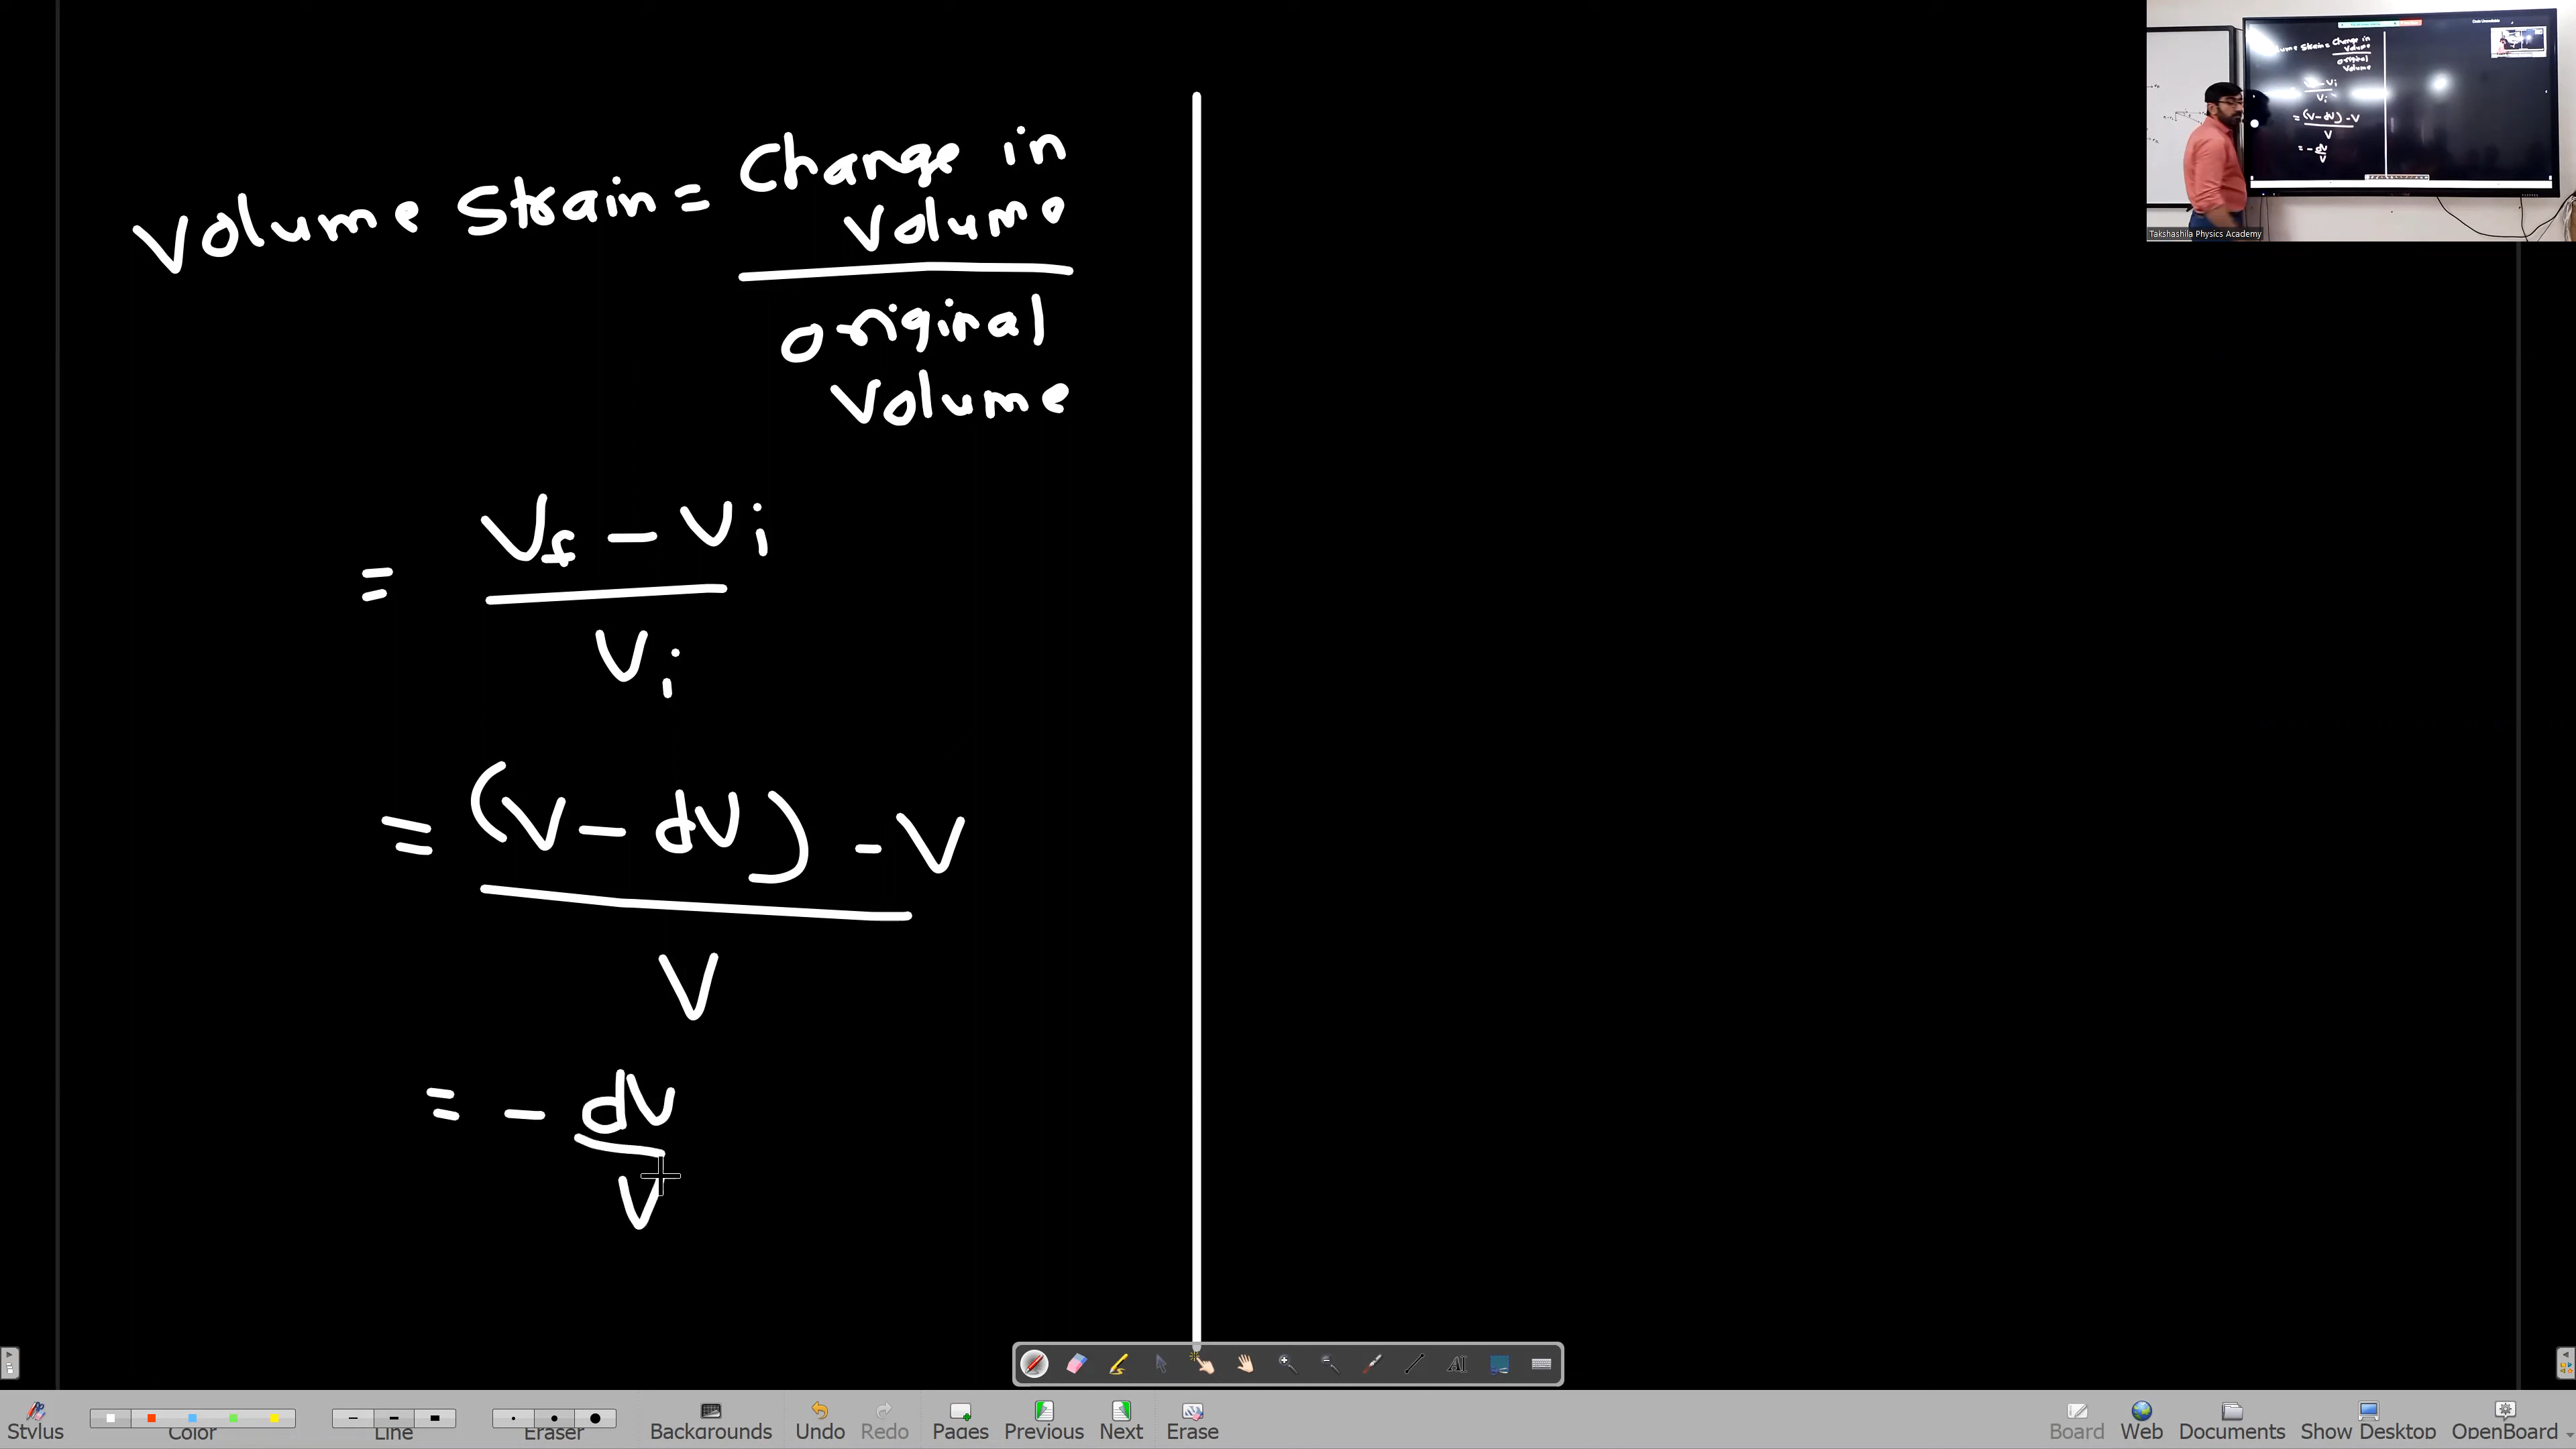 Volume Strain = Change in
Volume
original
Volume
= Vf - Vi
Vi
= (V - dV) - V
V
= - dV
V
Takshashila Physics Academy
Stylus
Color
Line
Eraser
Backgrounds
Undo
Redo
Pages
Previous
Next
Erase
Board
Web
Documents
Show Desktop
OpenBoard